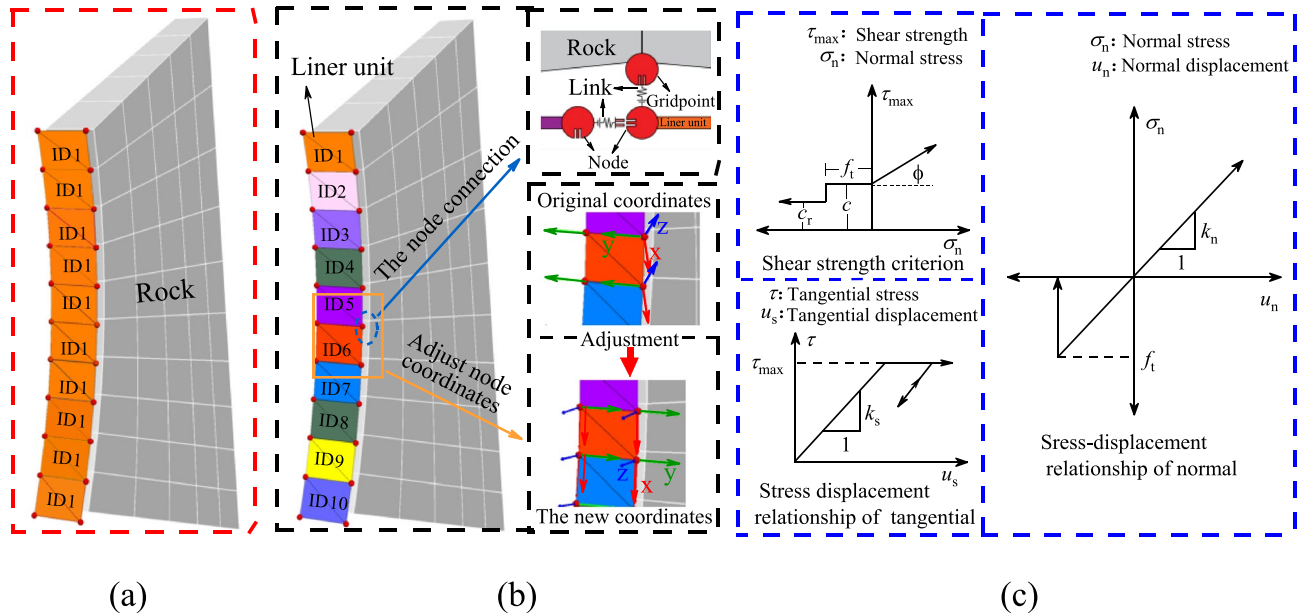 ID1
ID1
ID1
ID1
ID1
ID1
ID1
ID1
ID1
Rock
(a)
Liner unit
ID1
ID2
ID3
ID4
ID5
ID6
ID7
ID8
ID9
ID10
The node connection
Adjust node
coordinates
Rock
Link
Gridpoint
Liner unit
Node
Original coordinates
z
y
x
Adjustment
z
x
y
The new coordinates
(b)
τmax: Shear strength
σn: Normal stress
τmax
ft
ϕ
cr
c
σn
Shear strength criterion
τ: Tangential stress
us: Tangential displacement
τ
τmax
ks
1
us
Stress displacement
relationship of tangential
σn: Normal stress
un: Normal displacement
σn
kn
1
un
ft
Sress-displacement
relationship of normal
(c)